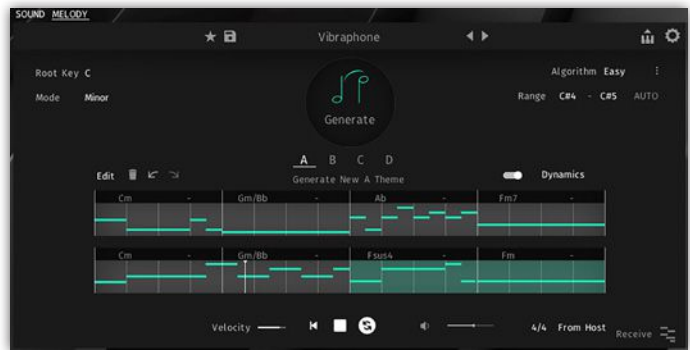 SOUND MELODY
Vibraphone
Root Key C
Algorithm Easy
Mode Minor
Range C#4 - C#5 AUTO
Generate
A B C D
Edit
Generate New A Theme
Dynamics
Cm - Gm/Bb - Ab - Fm7 -
Cm - Gm/Bb - Fsus4 - Fm -
Velocity
4/4 From Host
Receive